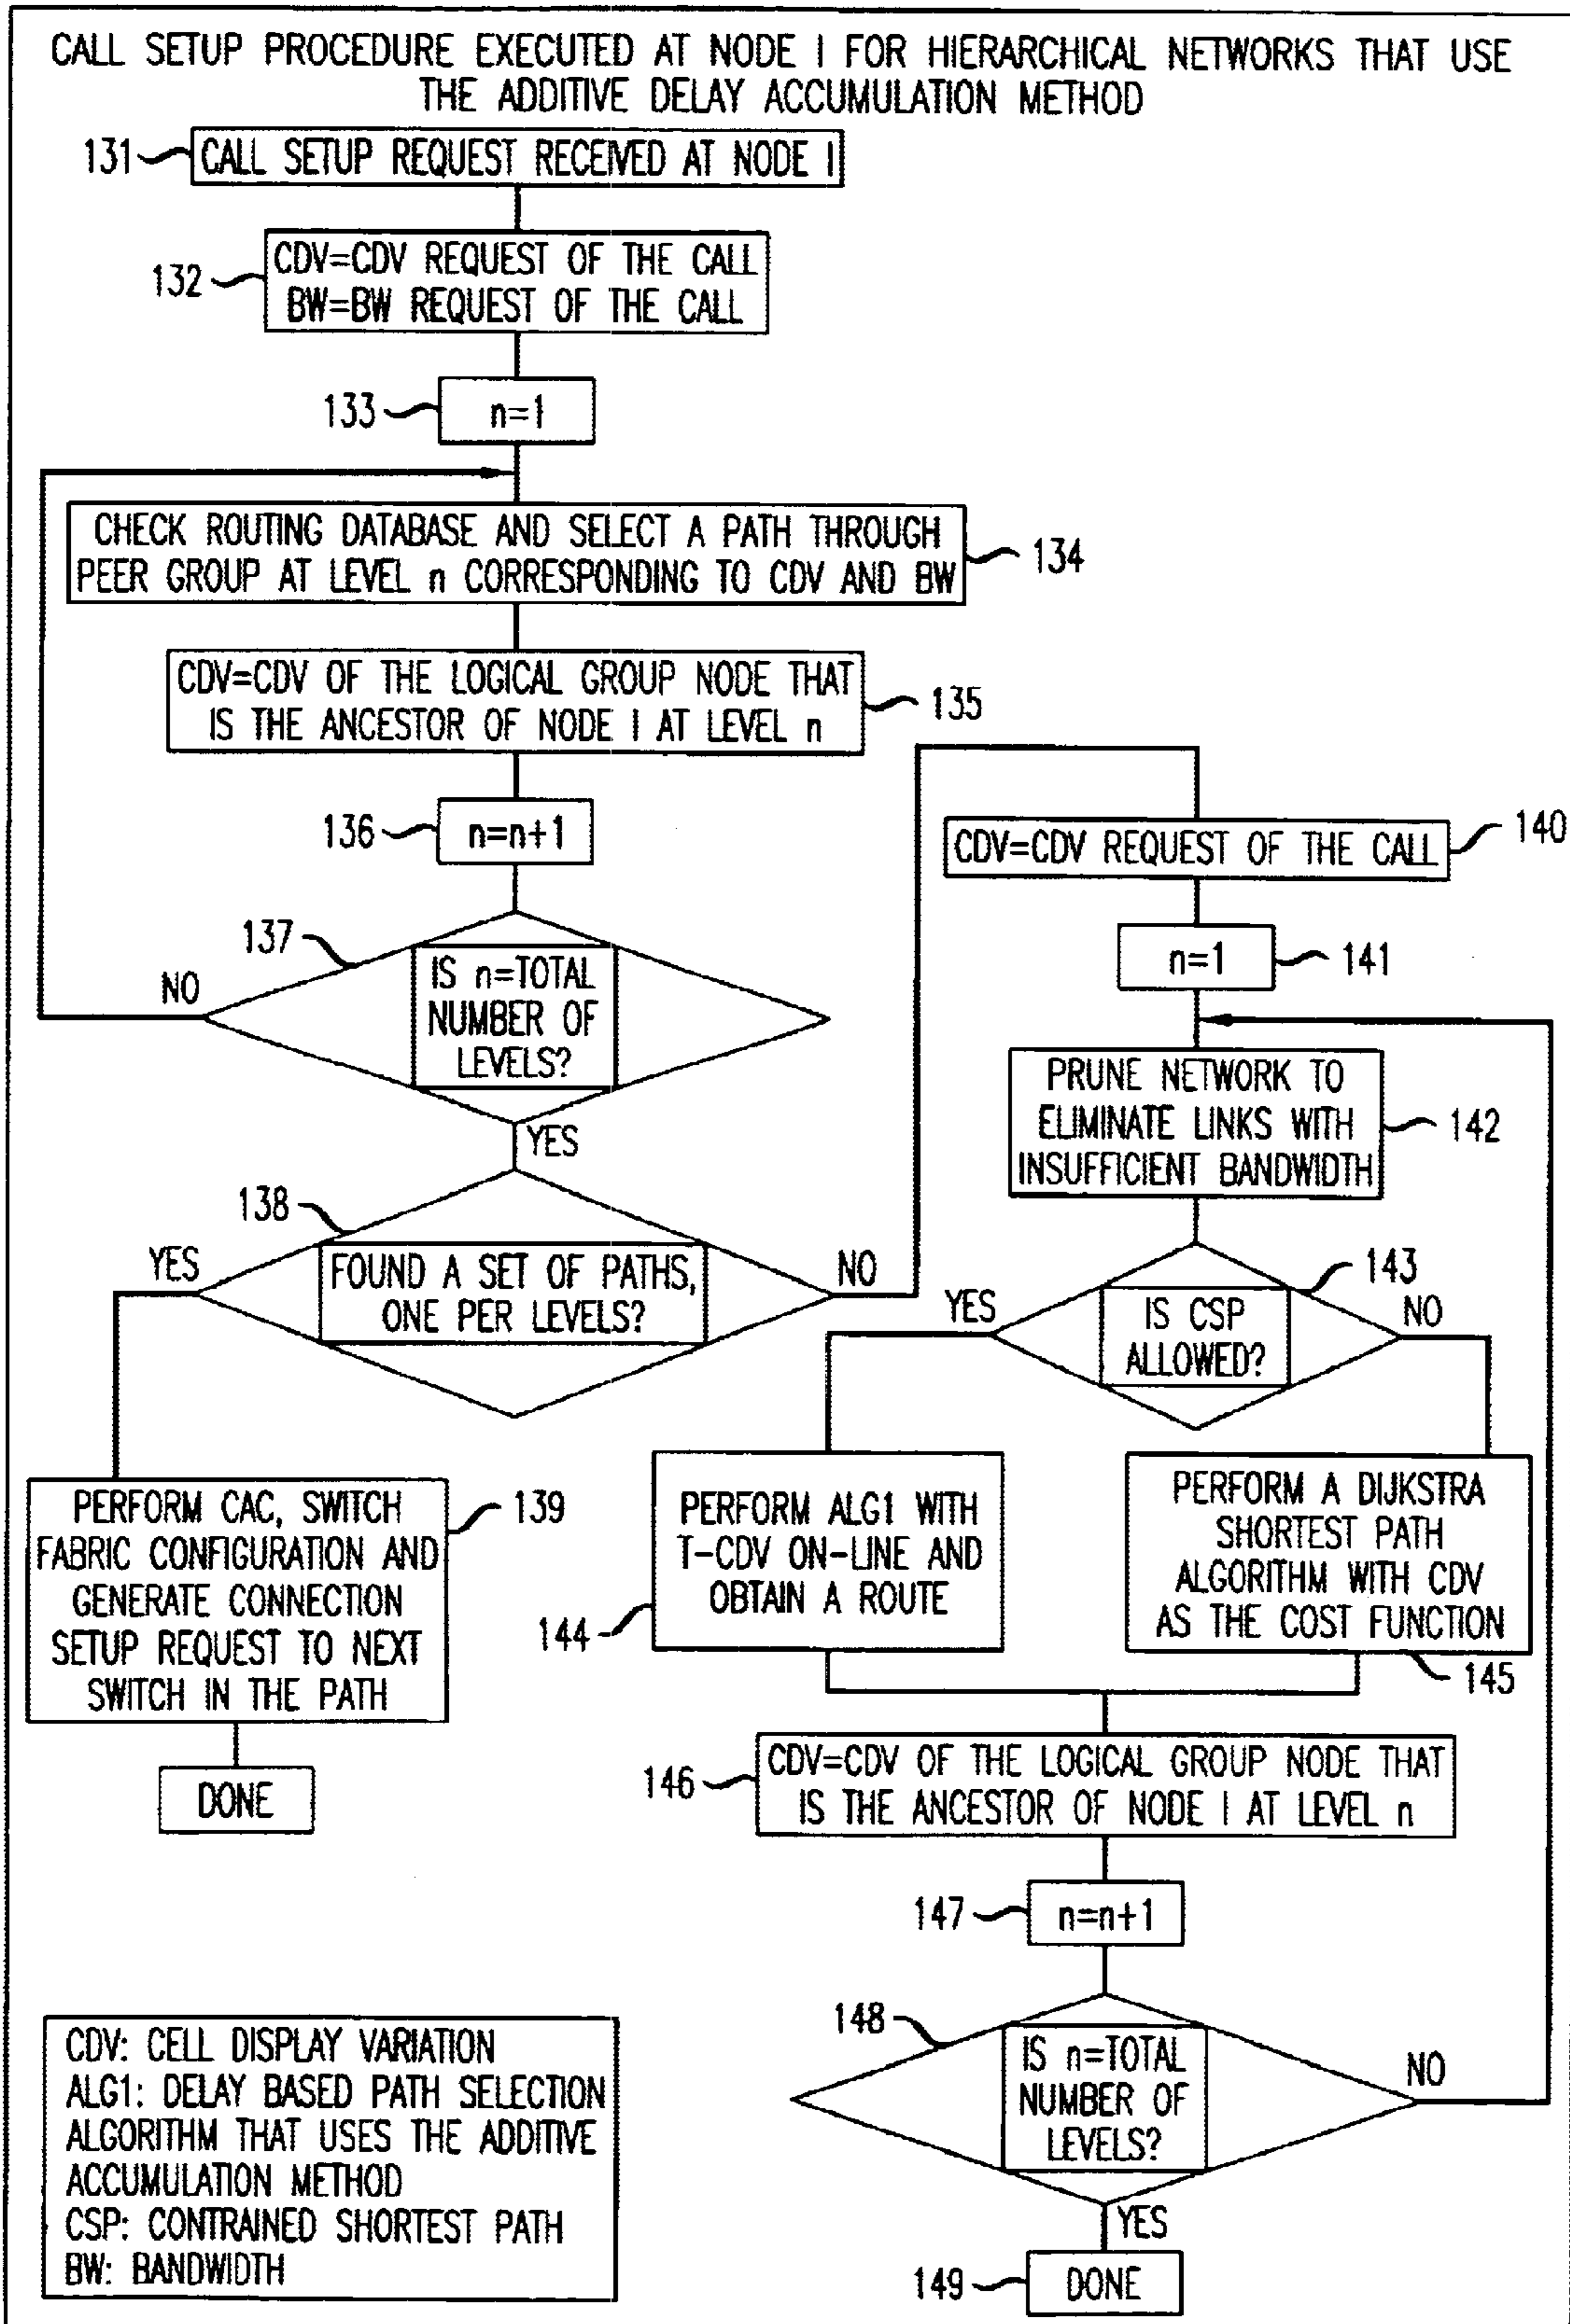 CALL SETUP PROCEDURE EXECUTED AT NODE I FOR HIERARCHICAL NETWORKS THAT USE
THE ADDITIVE DELAY ACCUMULATION METHOD
131
CALL SETUP REQUEST RECEIVED AT NODE I
132
CDV=CDV REQUEST OF THE CALL
BW=BW REQUEST OF THE CALL
133
n=1
CHECK ROUTING DATABASE AND SELECT A PATH THROUGH
PEER GROUP AT LEVEL n CORRESPONDING TO CDV AND BW
134
CDV=CDV OF THE LOGICAL GROUP NODE THAT
IS THE ANCESTOR OF NODE I AT LEVEL n
135
136
n=n+1
137
NO
IS n=TOTAL
NUMBER OF
LEVELS?
YES
138
YES
FOUND A SET OF PATHS,
ONE PER LEVELS?
NO
PERFORM CAC, SWITCH
FABRIC CONFIGURATION AND
GENERATE CONNECTION
SETUP REQUEST TO NEXT
SWITCH IN THE PATH
139
DONE
CDV=CDV REQUEST OF THE CALL
140
n=1
141
PRUNE NETWORK TO
ELIMINATE LINKS WITH
INSUFFICIENT BANDWIDTH
142
143
YES
IS CSP
ALLOWED?
NO
PERFORM ALG1 WITH
T-CDV ON-LINE AND
OBTAIN A ROUTE
144
PERFORM A DIJKSTRA
SHORTEST PATH
ALGORITHM WITH CDV
AS THE COST FUNCTION
145
146
CDV=CDV OF THE LOGICAL GROUP NODE THAT
IS THE ANCESTOR OF NODE I AT LEVEL n
147
n=n+1
148
IS n=TOTAL
NUMBER OF
LEVELS?
NO
YES
149
DONE
CDV: CELL DISPLAY VARIATION
ALG1: DELAY BASED PATH SELECTION
ALGORITHM THAT USES THE ADDITIVE
ACCUMULATION METHOD
CSP: CONTRAINED SHORTEST PATH
BW: BANDWIDTH